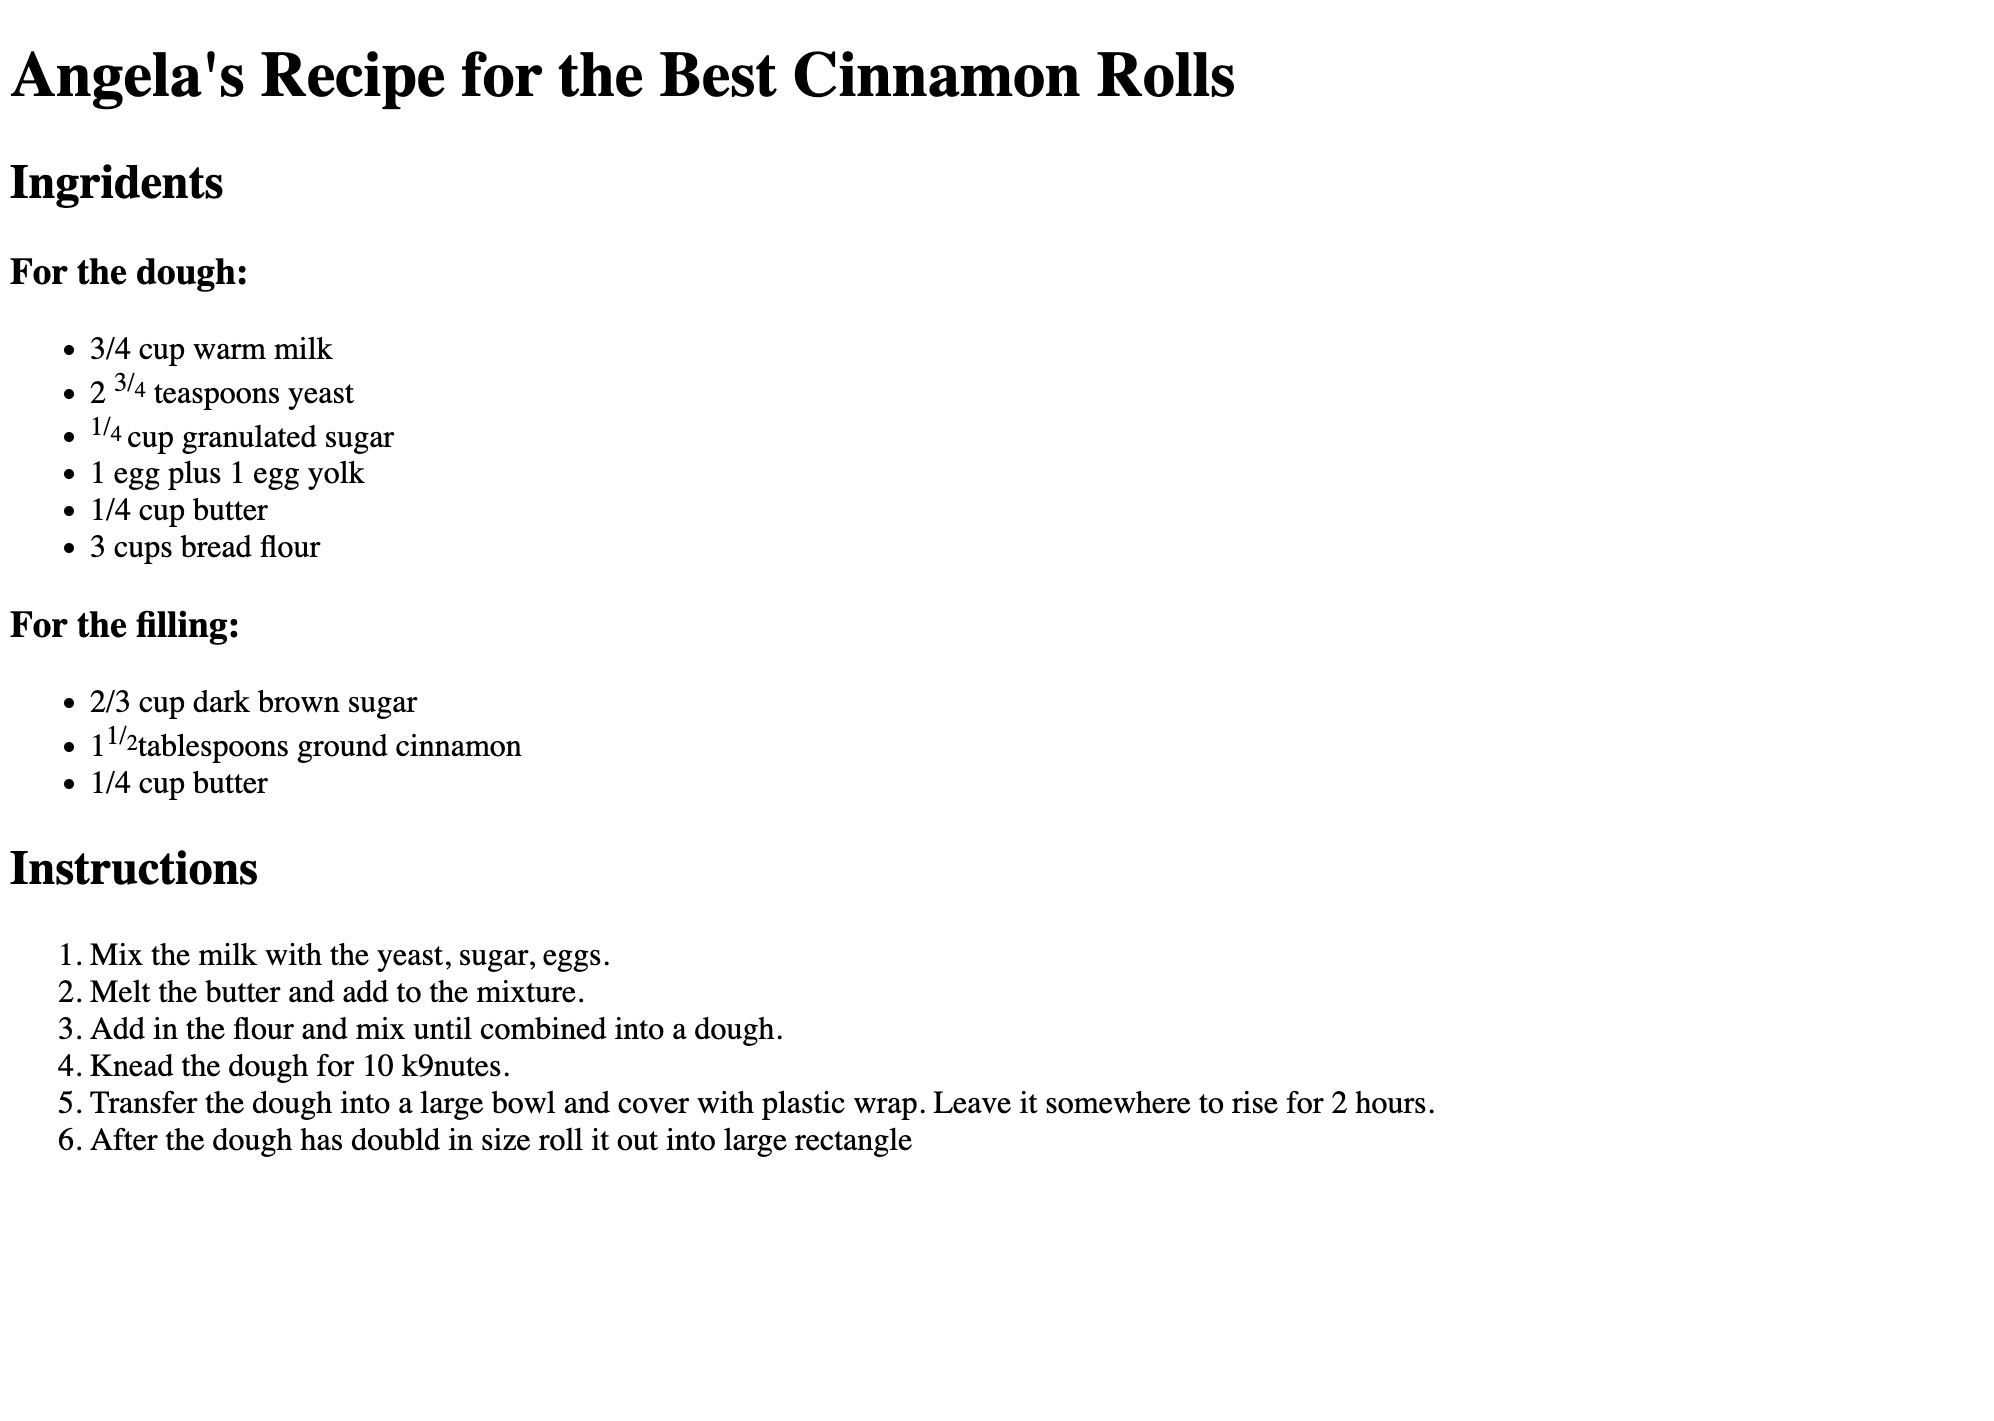 Angela's Recipe for the Best Cinnamon Rolls
Ingridents
For the dough:
• 3/4 cup warm milk
• 2 3/4 teaspoons yeast
• 1/4 cup granulated sugar
• 1 egg plus 1 egg yolk
• 1/4 cup butter
• 3 cups bread flour
For the filling:
• 2/3 cup dark brown sugar
• 11/2tablespoons ground cinnamon
• 1/4 cup butter
Instructions
1. Mix the milk with the yeast, sugar, eggs.
2. Melt the butter and add to the mixture.
3. Add in the flour and mix until combined into a dough.
4. Knead the dough for 10 k9nutes.
5. Transfer the dough into a large bowl and cover with plastic wrap. Leave it somewhere to rise for 2 hours.
6. After the dough has doubld in size roll it out into large rectangle